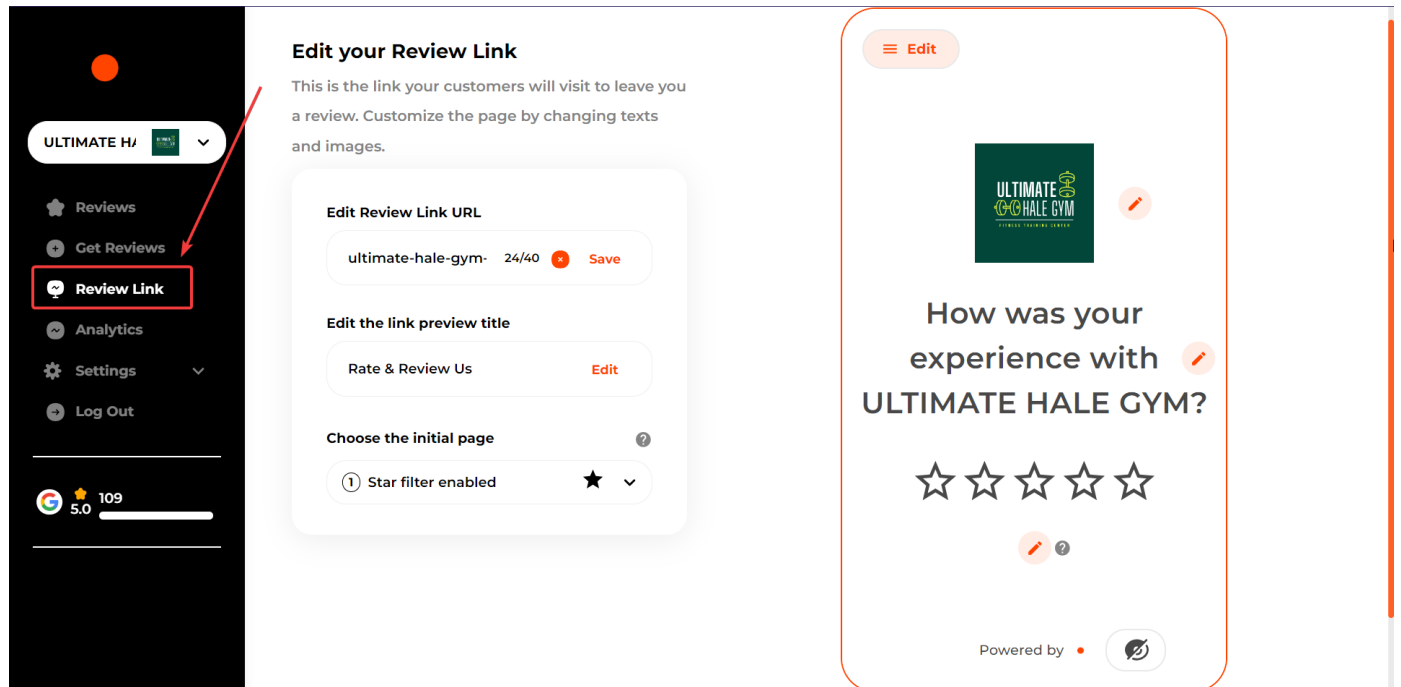 ULTIMATE HA
Reviews
Get Reviews
Review Link
Analytics
Settings
Log Out
5.0
109
Edit your Review Link
This is the link your customers will visit to leave you
a review. Customize the page by changing texts
and images.
Edit Review Link URL
ultimate-hale-gym-
24/40
Save
Edit the link preview title
Rate & Review Us
Edit
Choose the initial page
?
1
Star filter enabled
Edit
ULTIMATE
HALE GYM
FITNESS TRAINING CENTER
How was your
experience with
ULTIMATE HALE GYM?
?
Powered by